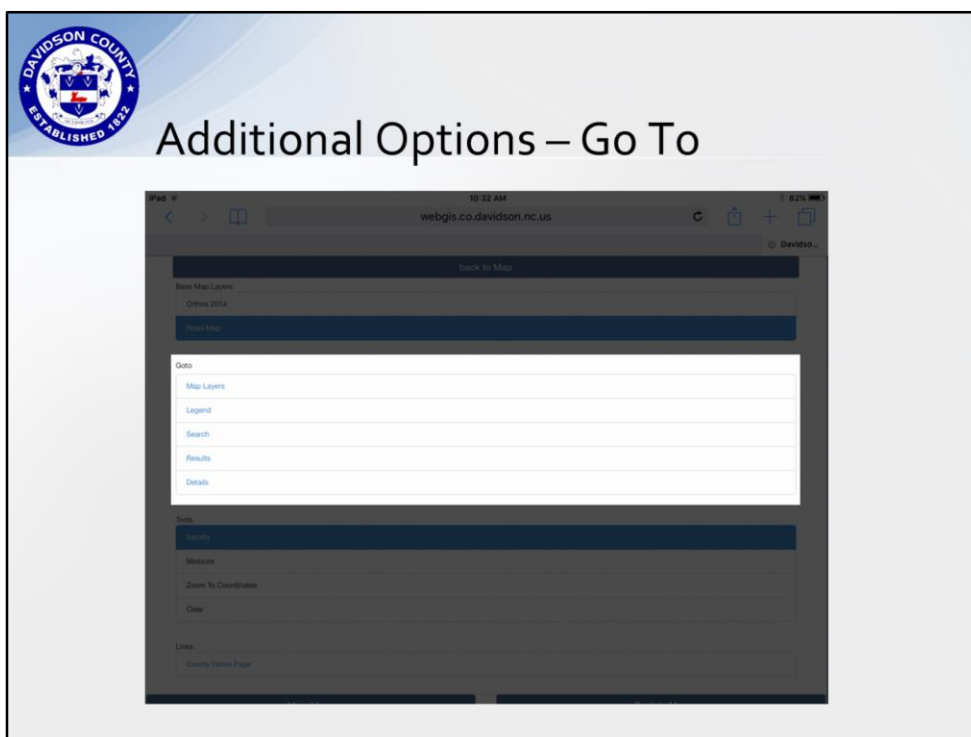 DAVIDSON COUNTY
ESTABLISHED 1822
Additional Options – Go To
iPad 10:32 AM 82%
webgis.co.davidson.nc.us
Davidso...
back to Map
Base Map Layers
Orthos 2014
Road Map
Goto
Map Layers
Legend
Search
Results
Details
Tools
Identify
Measure
Zoom To Coordinates
Clear
Links
County Home Page